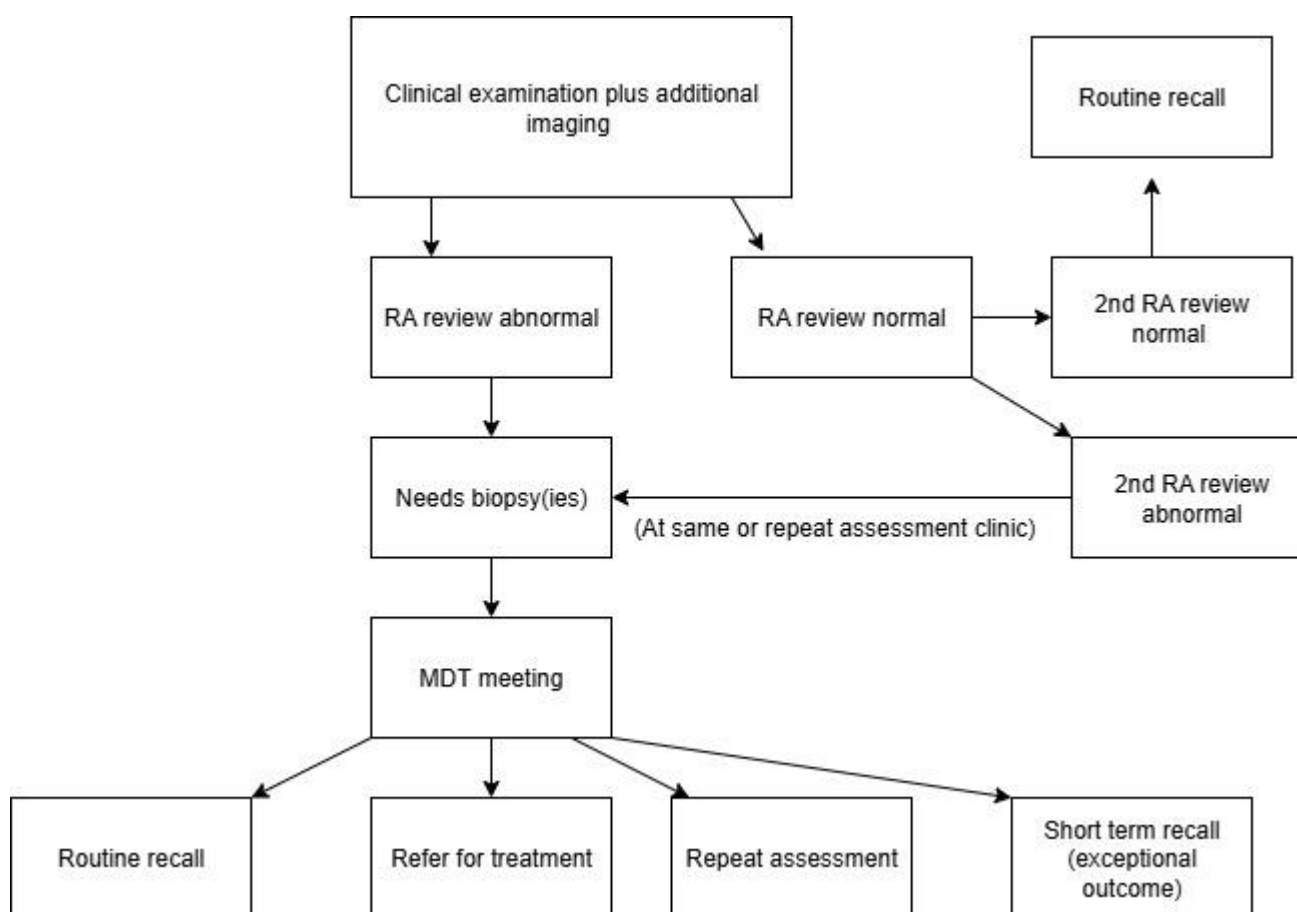 Clinical examination plus additional
imaging
Routine recall
RA review abnormal
RA review normal
2nd RA review
normal
Needs biopsy(ies)
(At same or repeat assessment clinic)
2nd RA review
abnormal
MDT meeting
Routine recall
Refer for treatment
Repeat assessment
Short term recall
(exceptional
outcome)